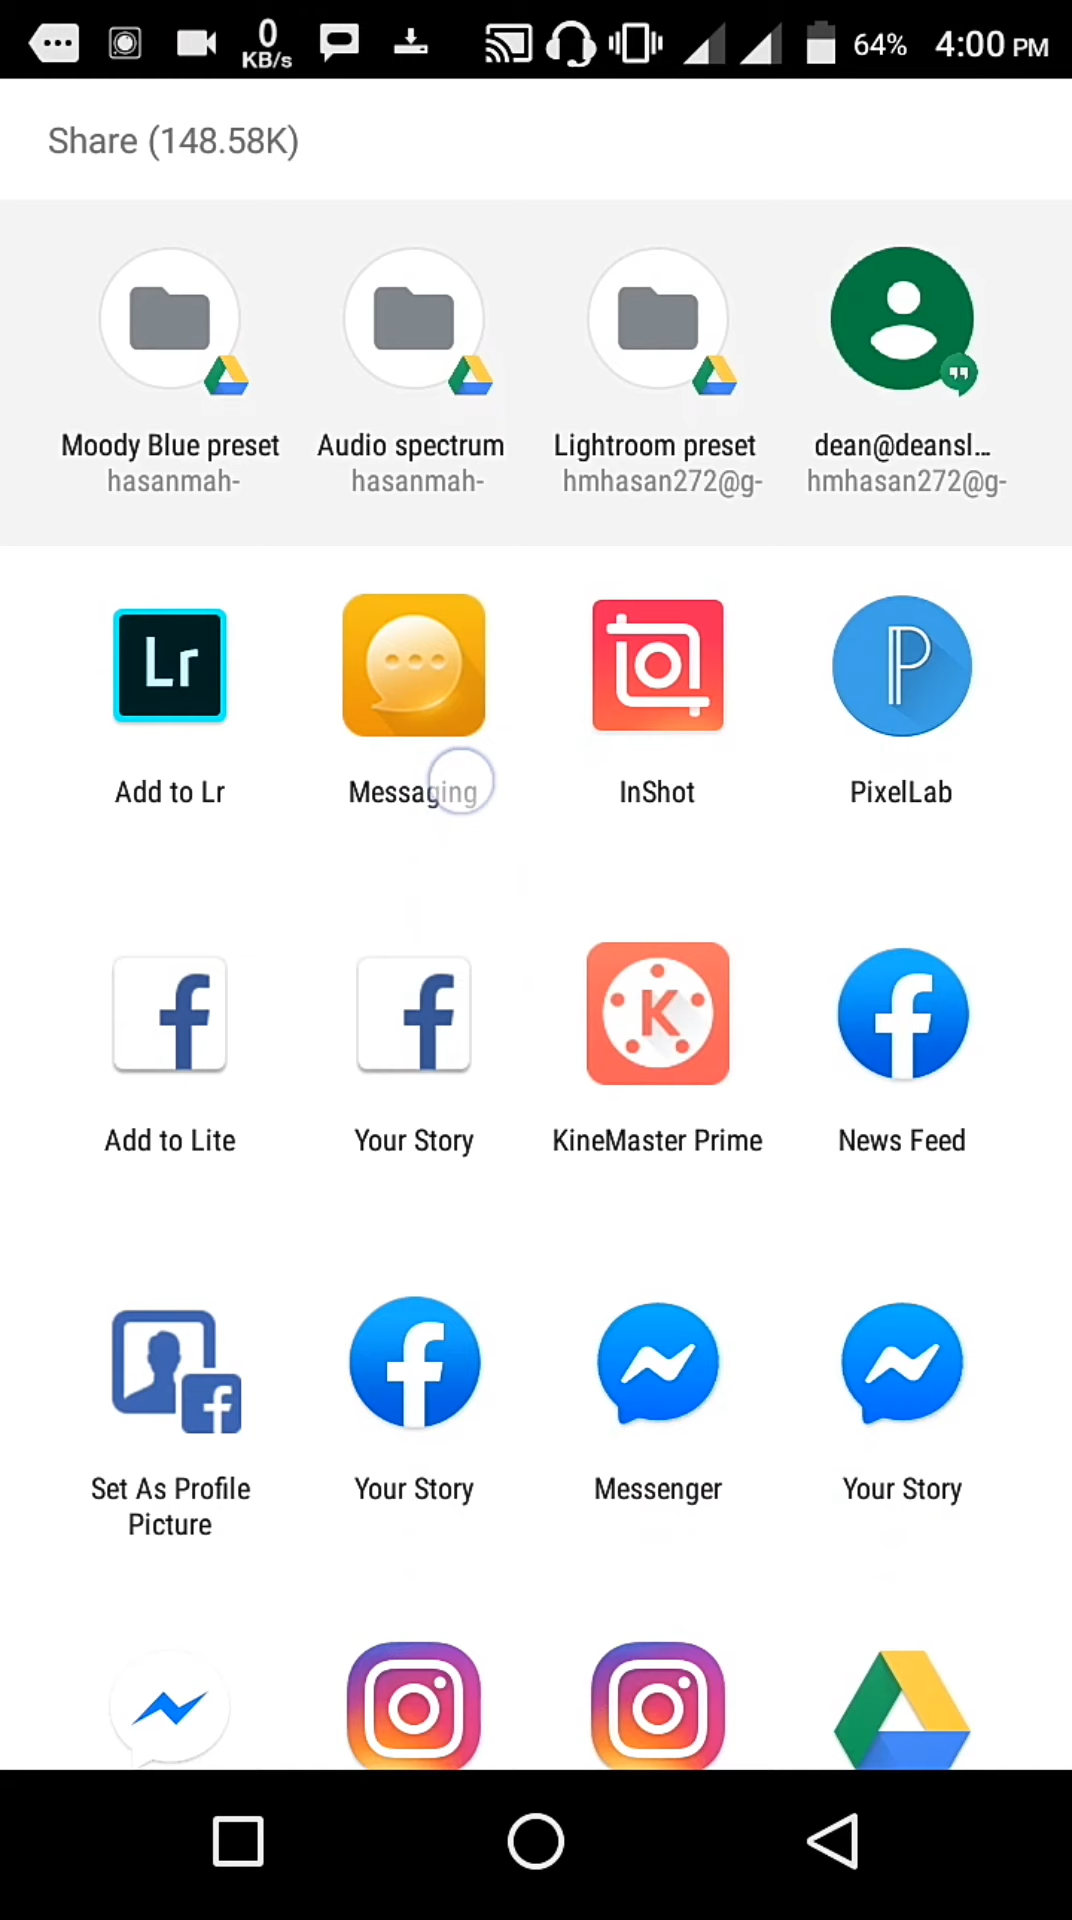 0
KB/s
64%
4:00 PM
Share (148.58K)
Moody Blue preset
Audio spectrum
Lightroom preset
dean@deansl...
hasanmah-
hasanmah-
hmhasan272@g-
hmhasan272@g-
Lr
P
Add to Lr
Messaging
InShot
PixelLab
f
f
K
f
Add to Lite
Your Story
KineMaster Prime
News Feed
f
f
Set As Profile
Picture
Your Story
Messenger
Your Story